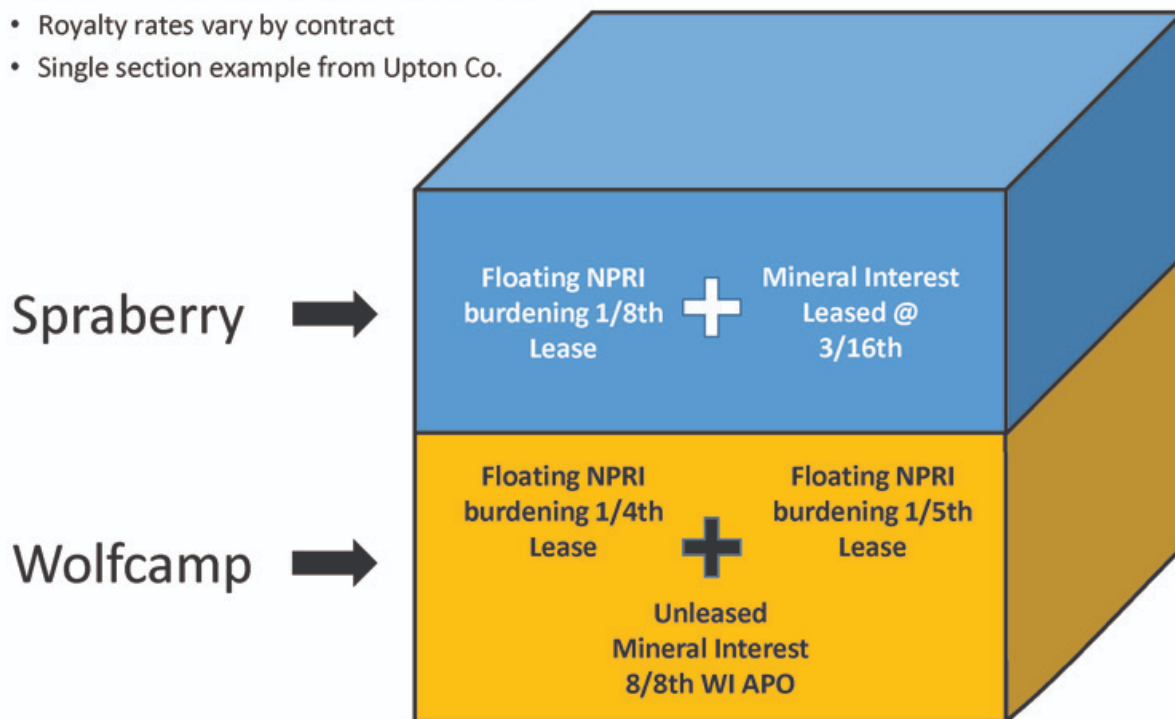 • Royalty rates vary by contract
• Single section example from Upton Co.
Spraberry
Floating NPRI
burdening 1/8th
Lease
Mineral Interest
Leased @
3/16th
Wolfcamp
Floating NPRI
burdening 1/4th
Lease
Floating NPRI
burdening 1/5th
Lease
Unleased
Mineral Interest
8/8th WI APO